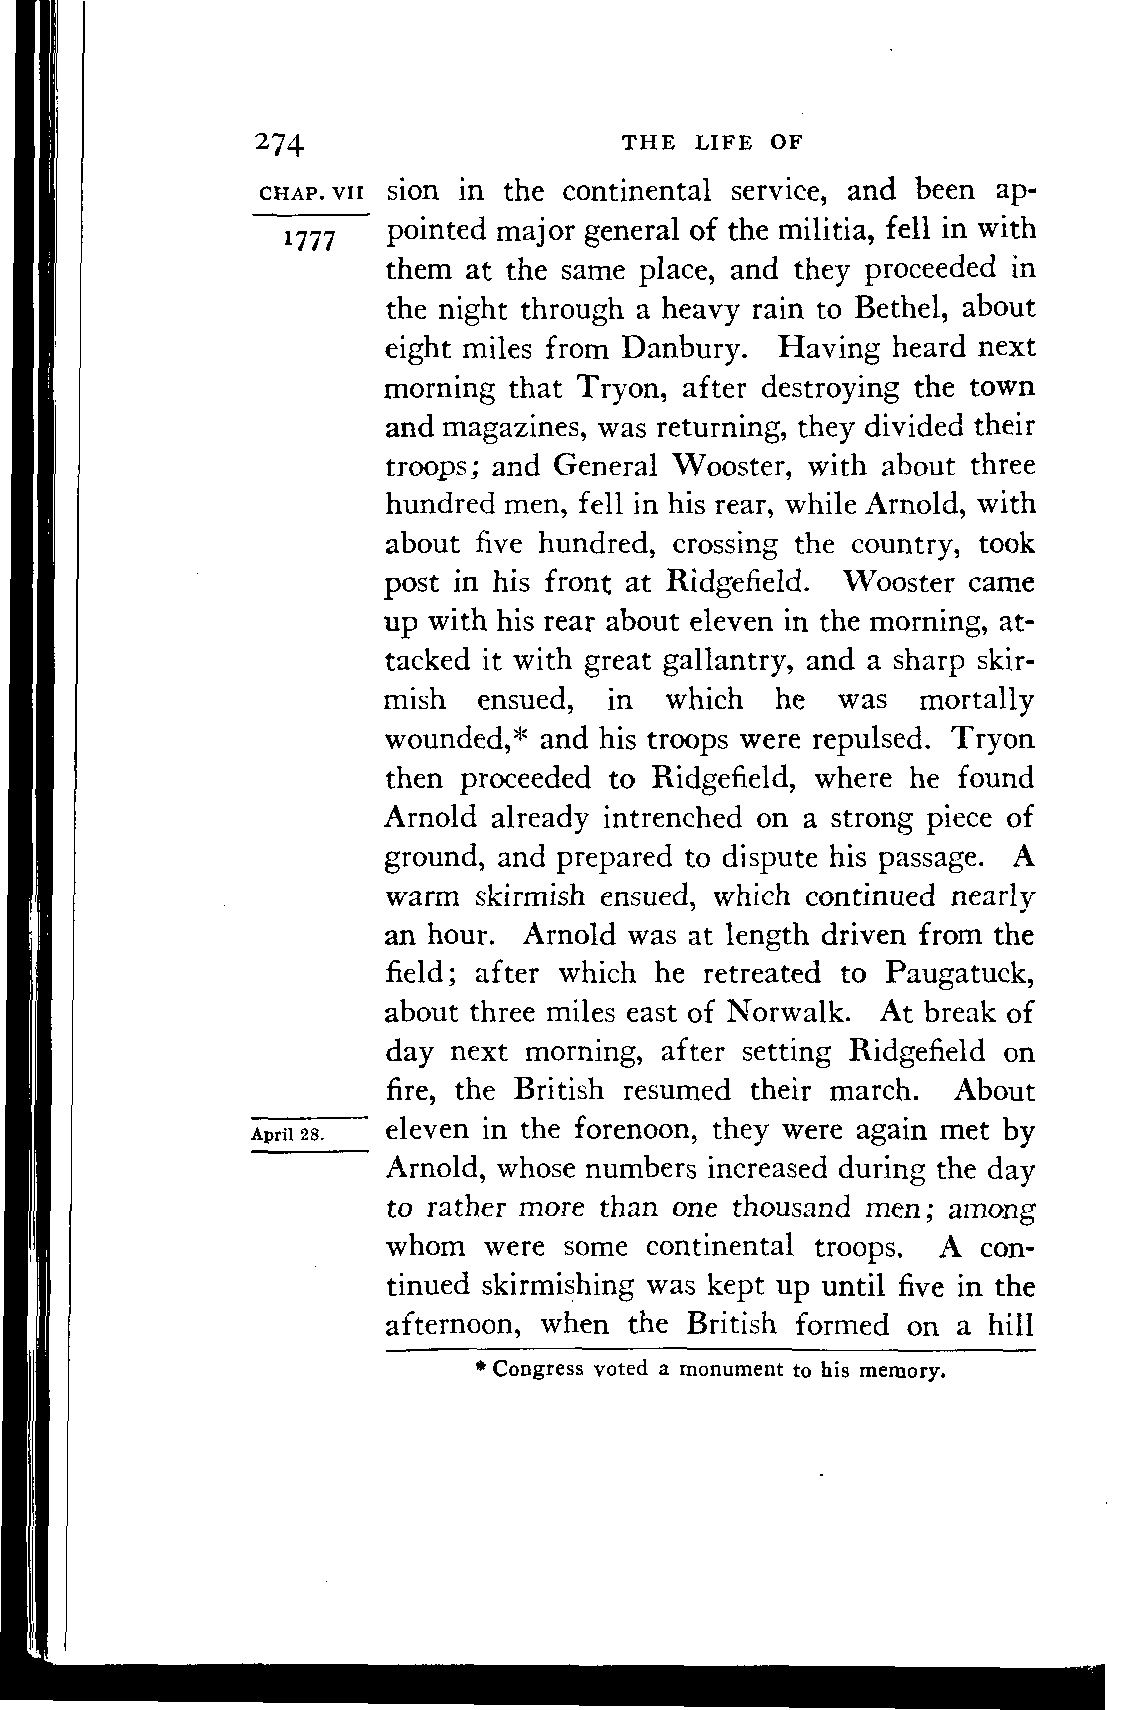 274 THE LIFE OF
CHAP. VII sion in the continental service, and been ap-
1777 pointed major general of the militia, fell in with
them at the same place, and they proceeded in
the night through a heavy rain to Bethel, about
eight miles from Danbury. Having heard next
morning that Tryon, after destroying the town
and magazines, was returning, they divided their
troops; and General Wooster, with about three
hundred men, fell in his rear, while Arnold, with
about five hundred, crossing the country, took
post in his front at Ridgefield. Wooster came
up with his rear about eleven in the morning, at-
tacked it with great gallantry, and a sharp skir-
mish ensued, in which he was mortally
wounded,* and his troops were repulsed. Tryon
then proceeded to Ridgefield, where he found
Arnold already intrenched on a strong piece of
ground, and prepared to dispute his passage. A
warm skirmish ensued, which continued nearly
an hour. Arnold was at length driven from the
field; after which he retreated to Paugatuck,
about three miles east of Norwalk. At break of
day next morning, after setting Ridgefield on
fire, the British resumed their march. About
April 28. eleven in the forenoon, they were again met by
Arnold, whose numbers increased during the day
to rather more than one thousand men; among
whom were some continental troops. A con-
tinued skirmishing was kept up until five in the
afternoon, when the British formed on a hill
* Congress voted a monument to his memory.